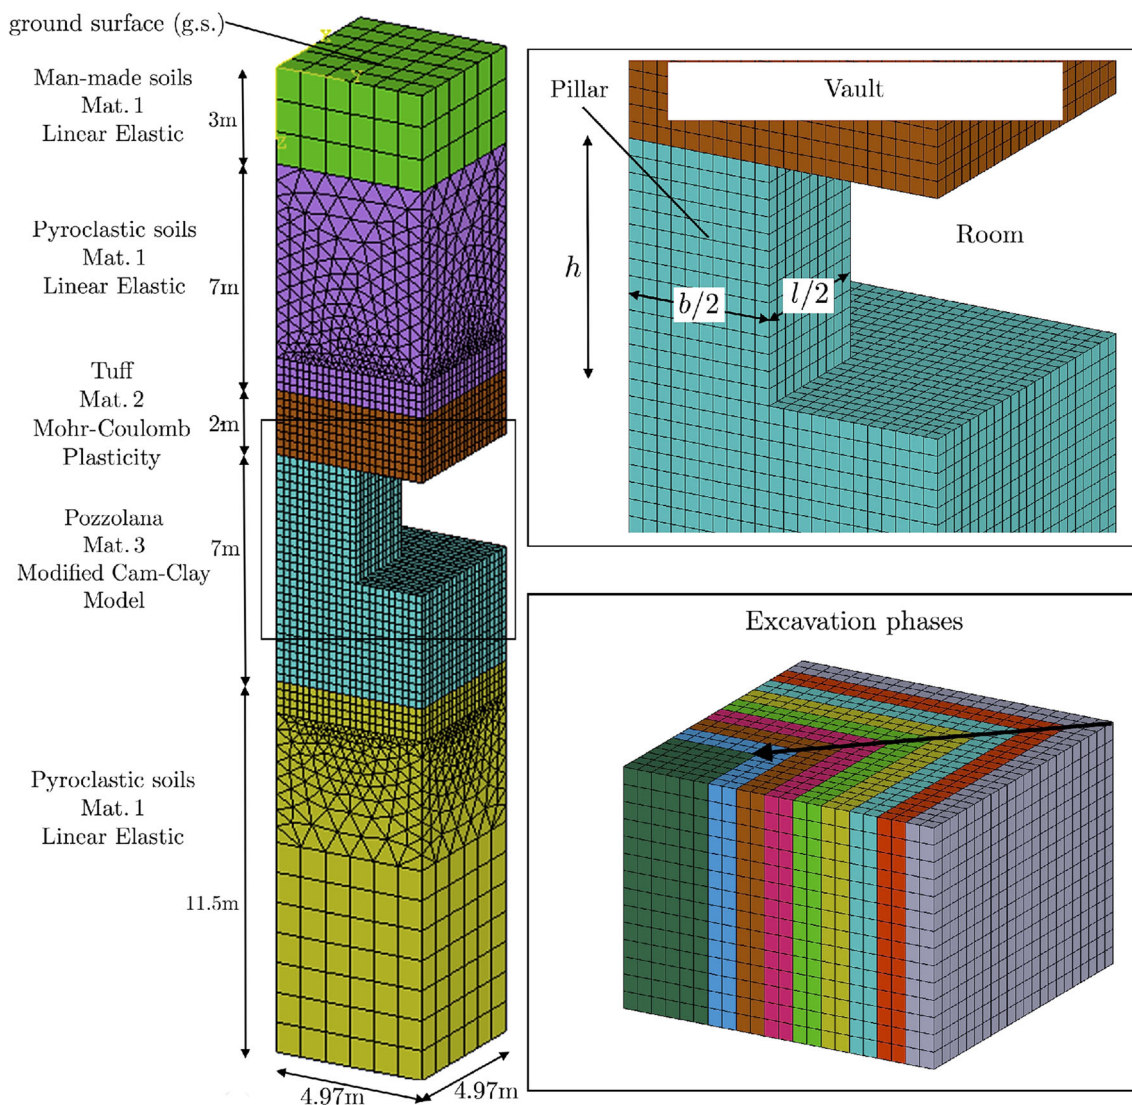 ground surface (g.s.)
X
Y
Z
Man-made soils
Mat. 1
Linear Elastic
3m
Pyroclastic soils
Mat. 1
Linear Elastic
7m
Tuff
Mat. 2
Mohr-Coulomb
Plasticity
2m
Pozzolana
Mat. 3
Modified Cam-Clay
Model
7m
Pyroclastic soils
Mat. 1
Linear Elastic
11.5m
4.97m
4.97m
Pillar
Vault
Room
h
b/2
l/2
Excavation phases